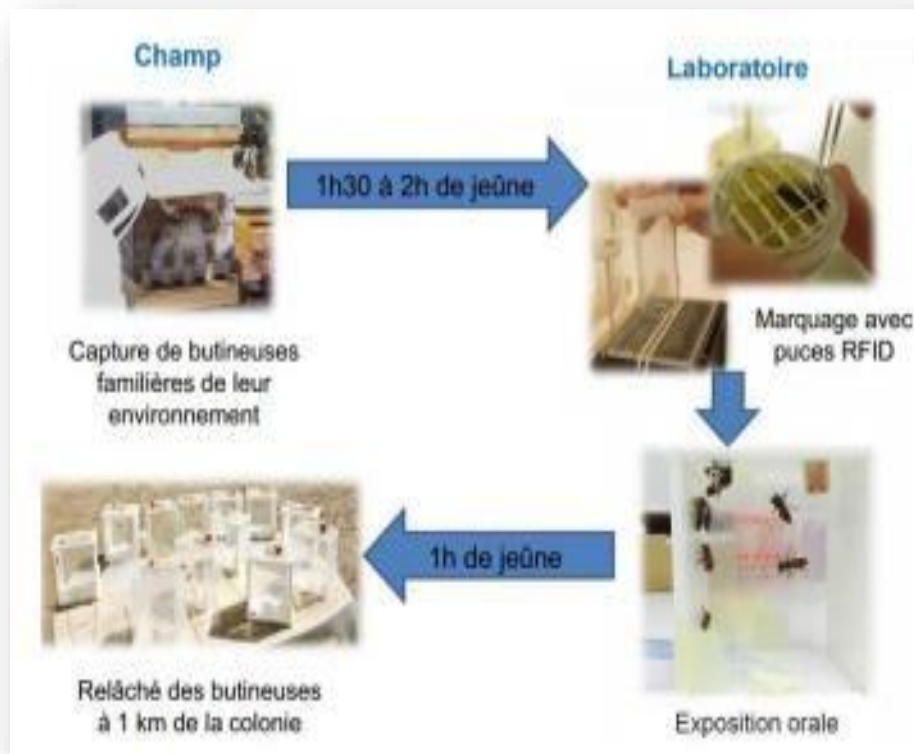 Champ
Laboratoire
1h30 à 2h de jeûne
Capture de butineuses
familières de leur
environnement
Marquage avec
puces RFID
1h de jeûne
Relâché des butineuses
à 1 km de la colonie
Exposition orale